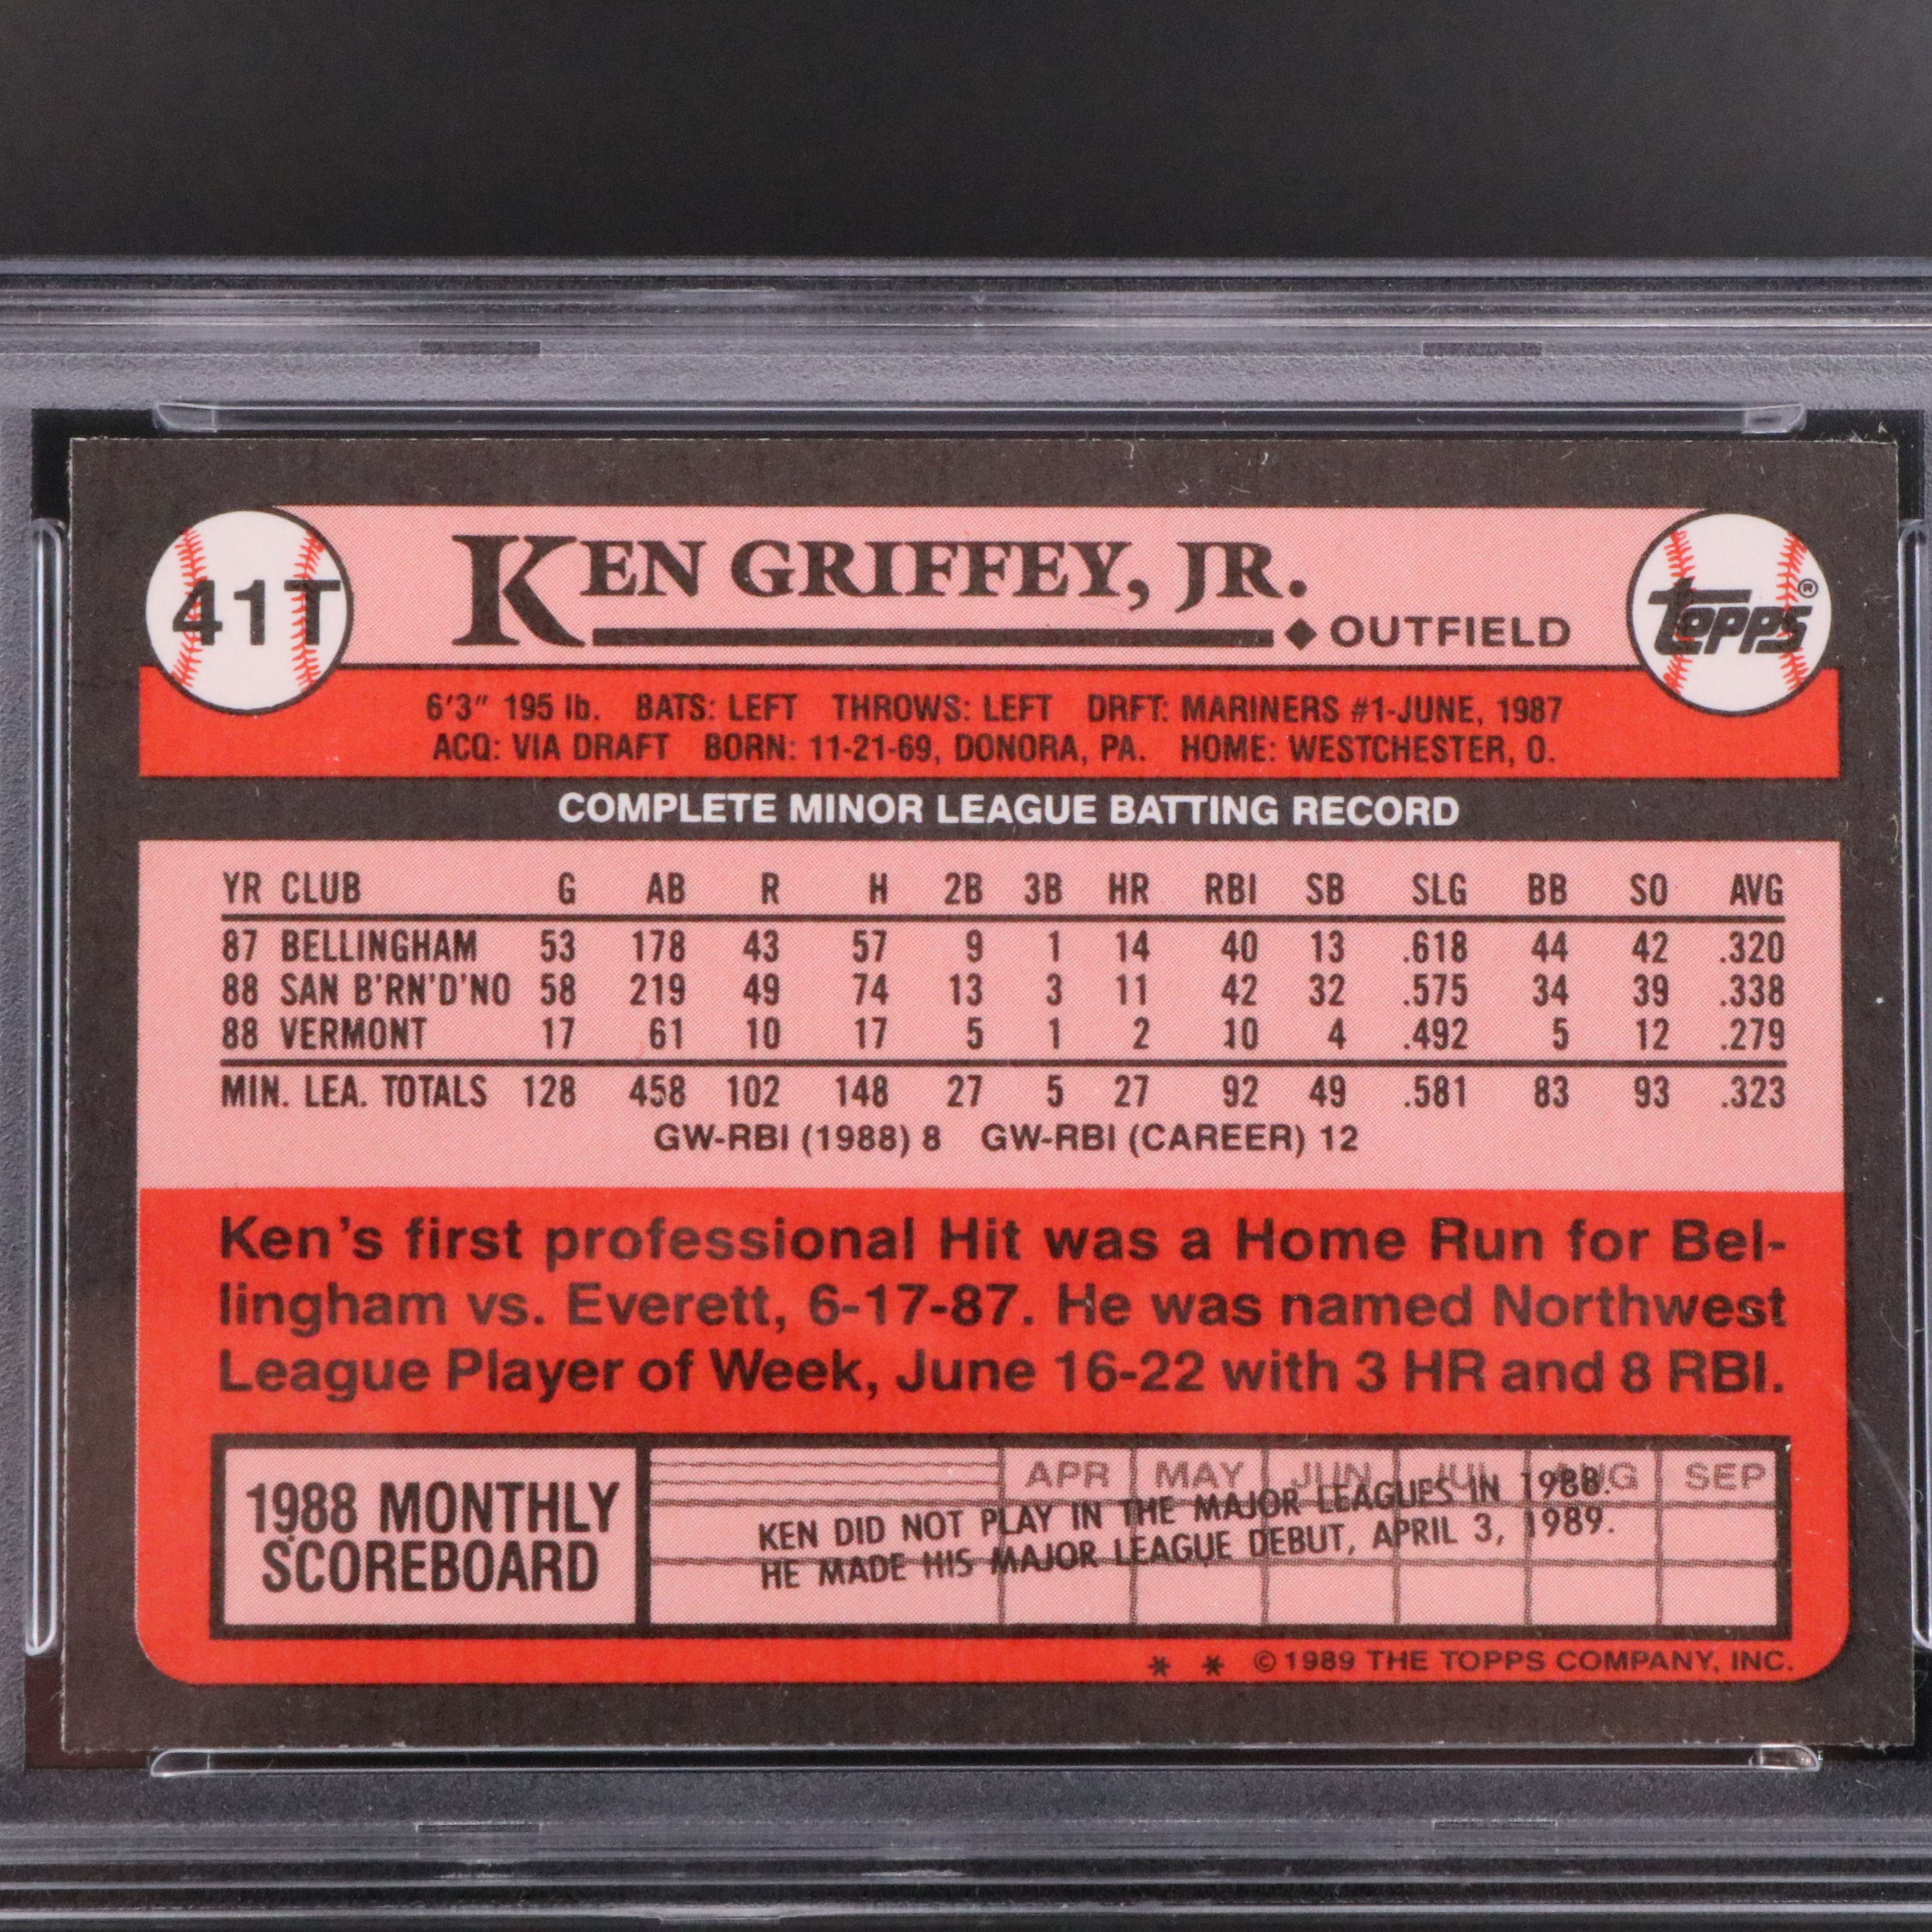 41T
KEN GRIFFEY, JR.
◆ OUTFIELD
TOPPS®
6'3" 195 lb. BATS: LEFT THROWS: LEFT DRFT: MARINERS #1-JUNE, 1987
ACQ: VIA DRAFT BORN: 11-21-69, DONORA, PA. HOME: WESTCHESTER, O.
COMPLETE MINOR LEAGUE BATTING RECORD
YR CLUB G AB R H 2B 3B HR RBI SB SLG BB SO AVG
87 BELLINGHAM 53 178 43 57 9 1 14 40 13 .618 44 42 .320
88 SAN B'RN'D'NO 58 219 49 74 13 3 11 42 32 .575 34 39 .338
88 VERMONT 17 61 10 17 5 1 2 10 4 .492 5 12 .279
MIN. LEA. TOTALS 128 458 102 148 27 5 27 92 49 .581 83 93 .323
GW-RBI (1988) 8 GW-RBI (CAREER) 12
Ken's first professional Hit was a Home Run for Bel-
lingham vs. Everett, 6-17-87. He was named Northwest
League Player of Week, June 16-22 with 3 HR and 8 RBI.
1988 MONTHLY
SCOREBOARD
APR MAY JUN JUL AUG SEP
KEN DID NOT PLAY IN THE MAJOR LEAGUES IN 1988.
HE MADE HIS MAJOR LEAGUE DEBUT, APRIL 3, 1989.
* * © 1989 THE TOPPS COMPANY, INC.